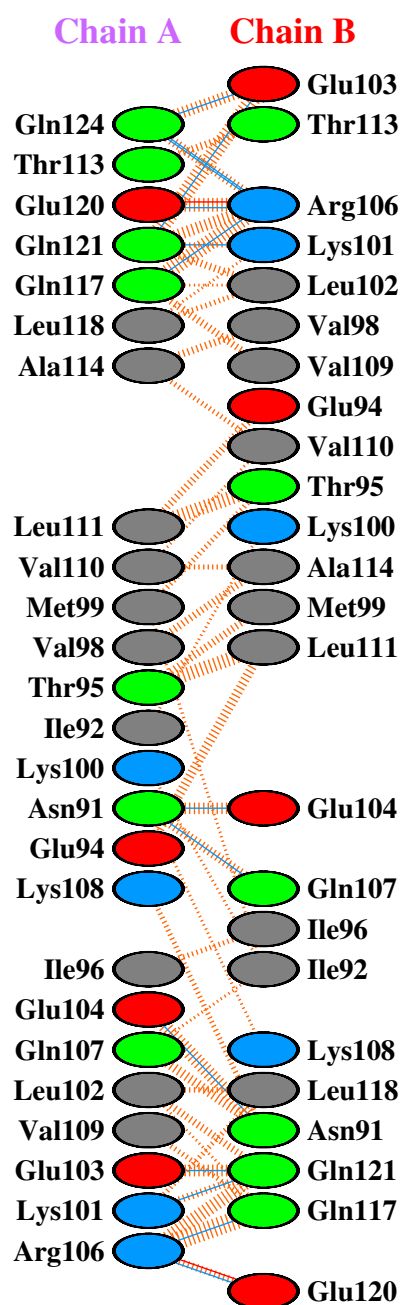 Chain A Chain B
Glu103
Gln124 Thr113
Thr113
Glu120 Arg106
Gln121 Lys101
Gln117 Leu102
Leu118 Val98
Ala114 Val109
Glu94
Val110
Thr95
Leu111 Lys100
Val110 Ala114
Met99 Met99
Val98 Leu111
Thr95
Ile92
Lys100
Asn91 Glu104
Glu94
Lys108 Gln107
Ile96
Ile96 Ile92
Glu104
Gln107 Lys108
Leu102 Leu118
Val109 Asn91
Glu103 Gln121
Lys101 Gln117
Arg106
Glu120